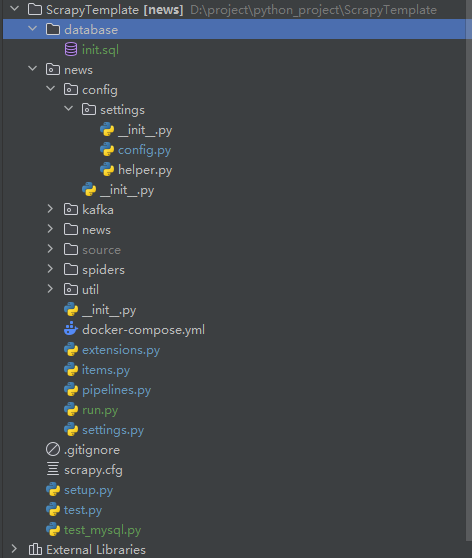 ScrapyTemplate [news] D:\project\python_project\ScrapyTemplate
database
init.sql
news
config
settings
__init__.py
config.py
helper.py
__init__.py
kafka
news
source
spiders
util
__init__.py
docker-compose.yml
extensions.py
items.py
pipelines.py
run.py
settings.py
.gitignore
scrapy.cfg
setup.py
test.py
test_mysql.py
External Libraries